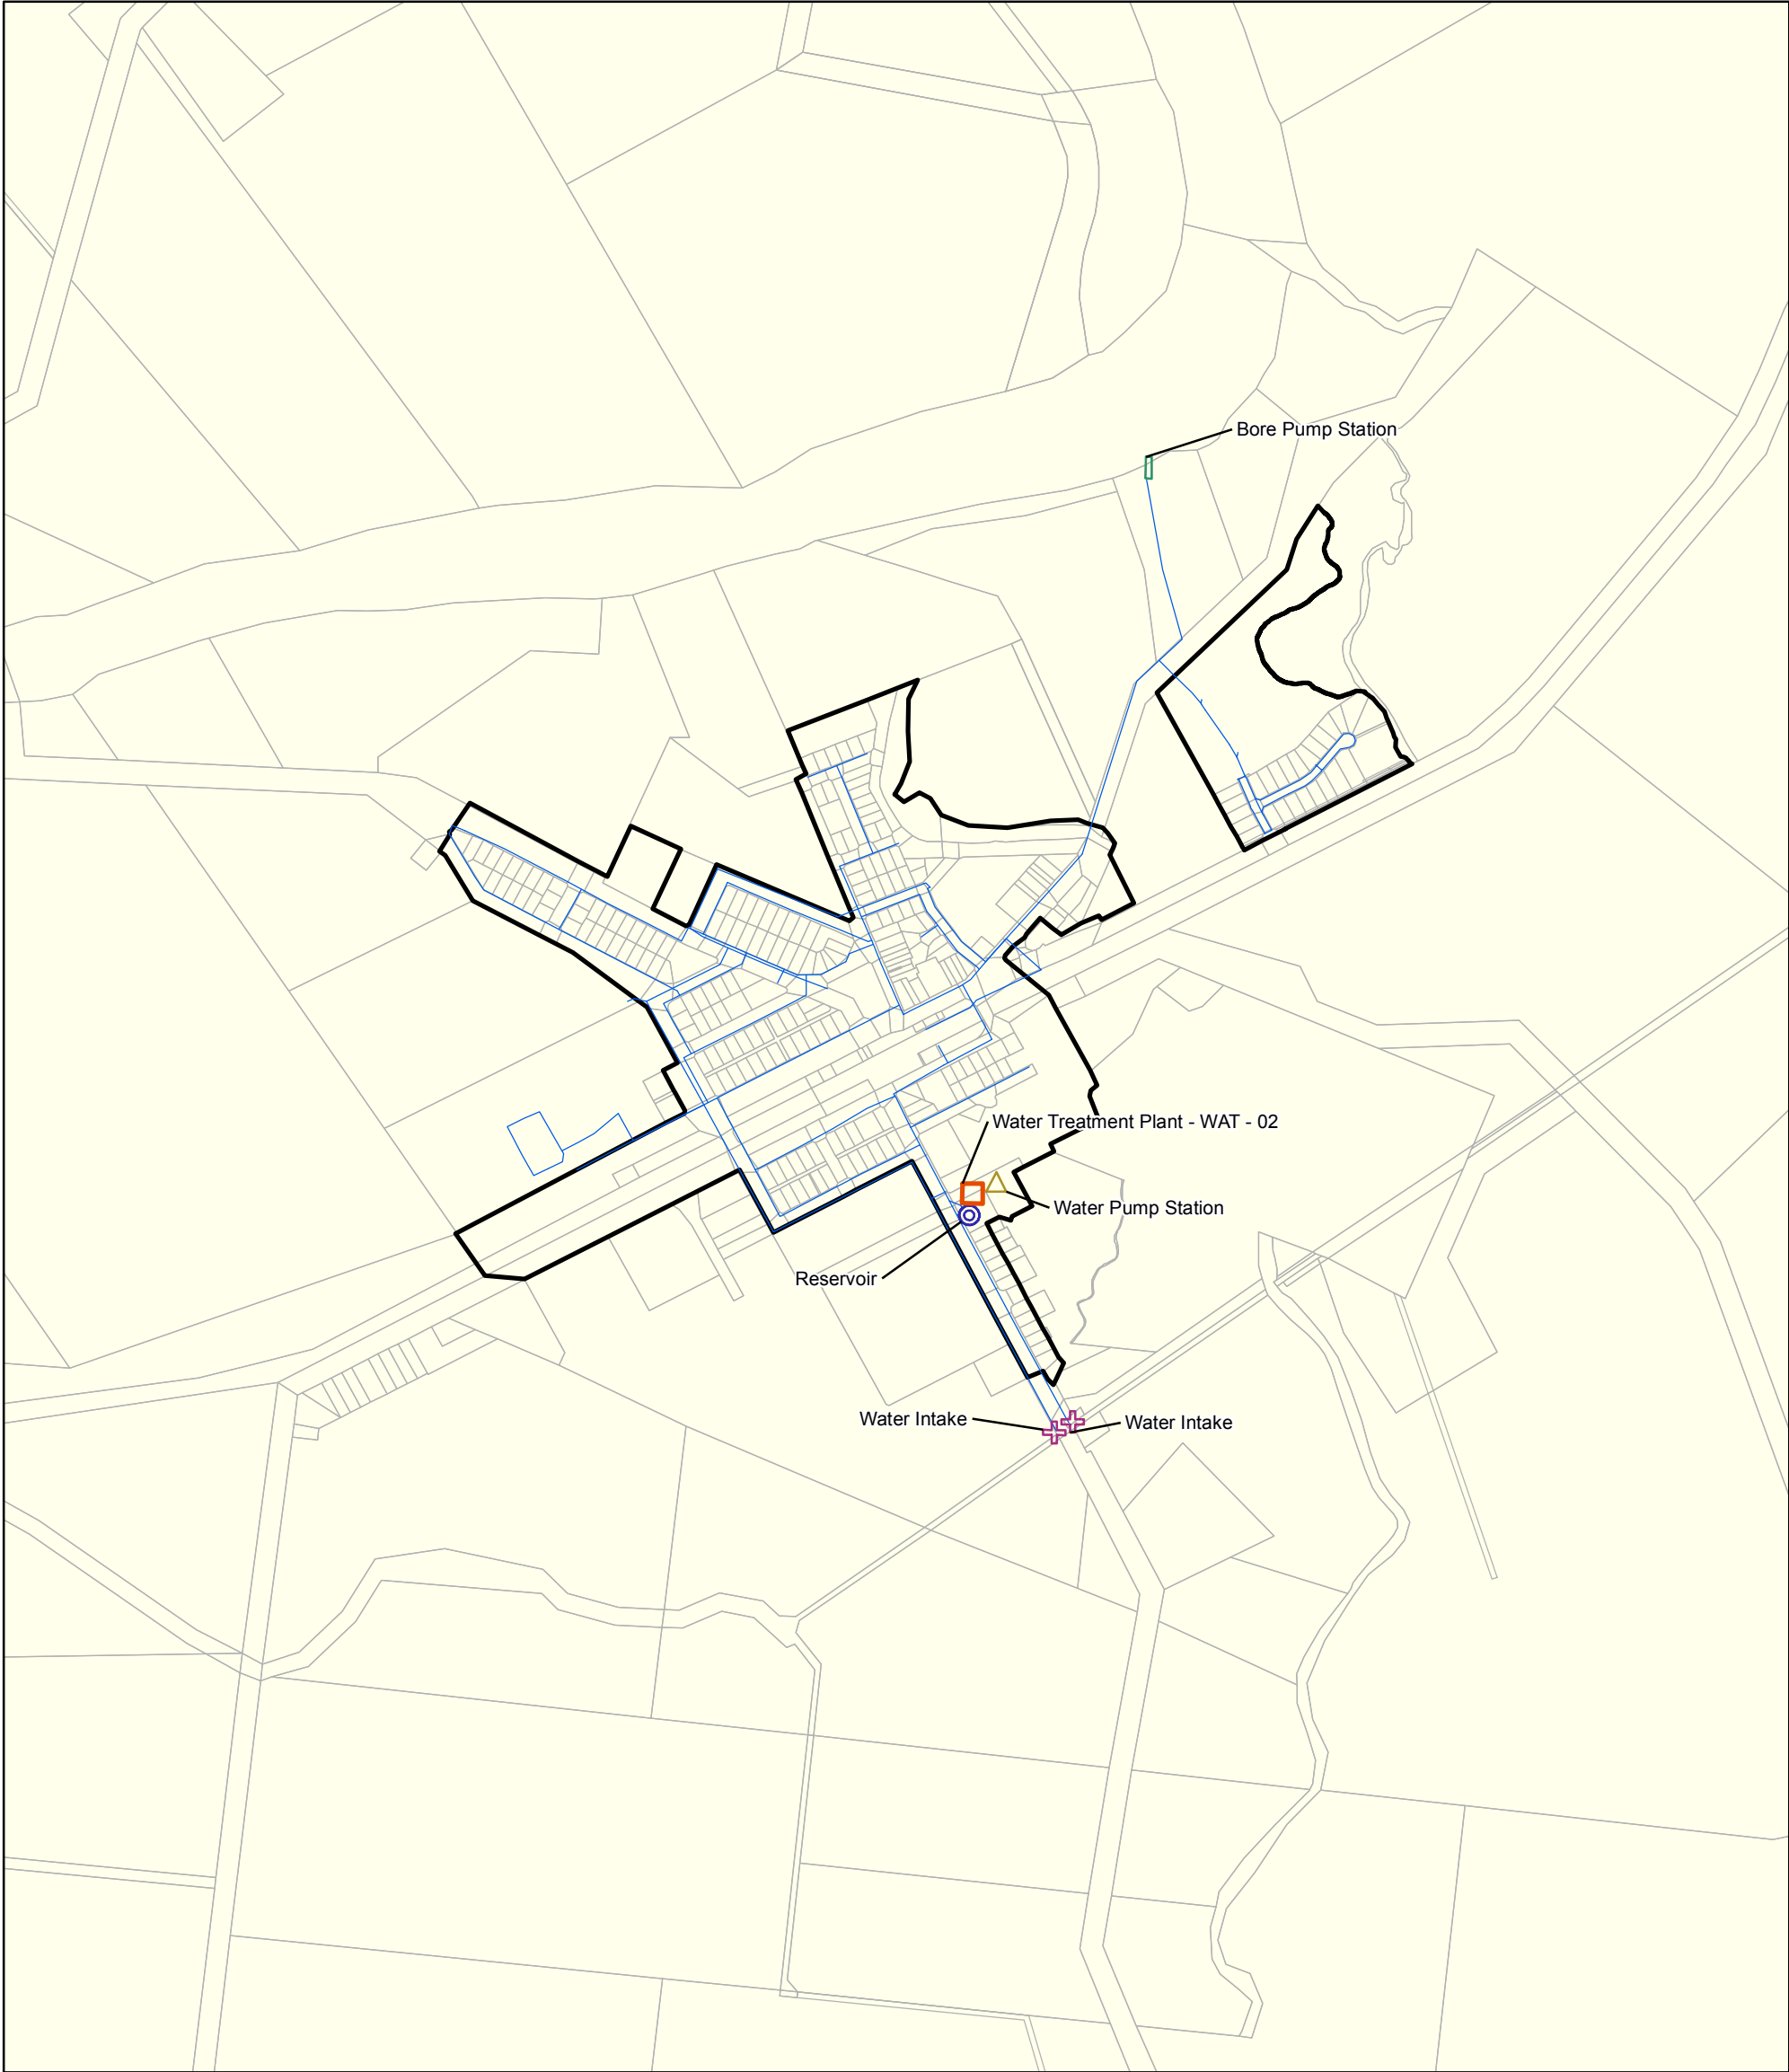 Bore Pump Station
Water Treatment Plant - WAT - 02
Water Pump Station
Reservoir
Water Intake
Water Intake